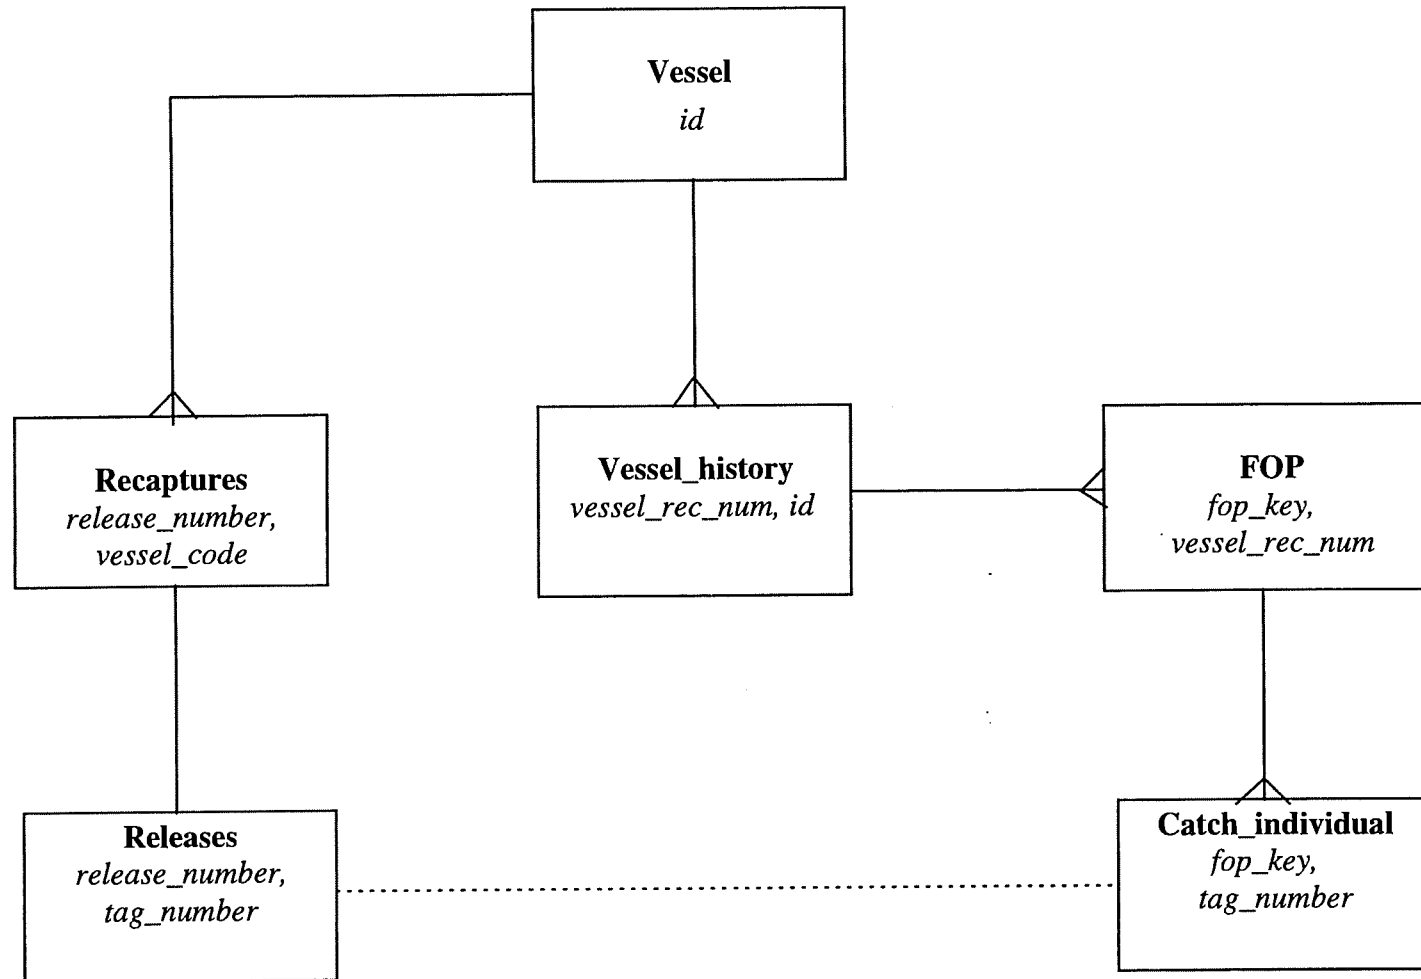 Vessel
id
Recaptures
release_number,
vessel_code
Vessel_history
vessel_rec_num, id
FOP
fop_key,
vessel_rec_num
Releases
release_number,
tag_number
Catch_individual
fop_key,
tag_number